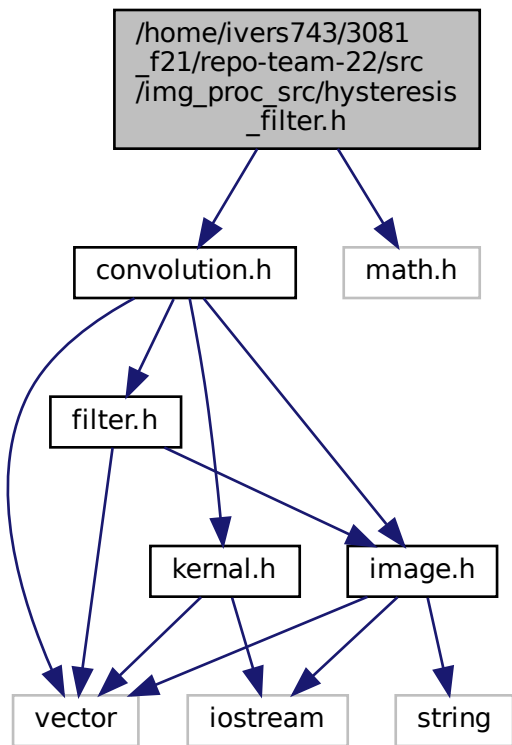 /home/ivers743/3081
_f21/repo-team-22/src
/img_proc_src/hysteresis
_filter.h
convolution.h
math.h
filter.h
kernal.h
image.h
vector
iostream
string